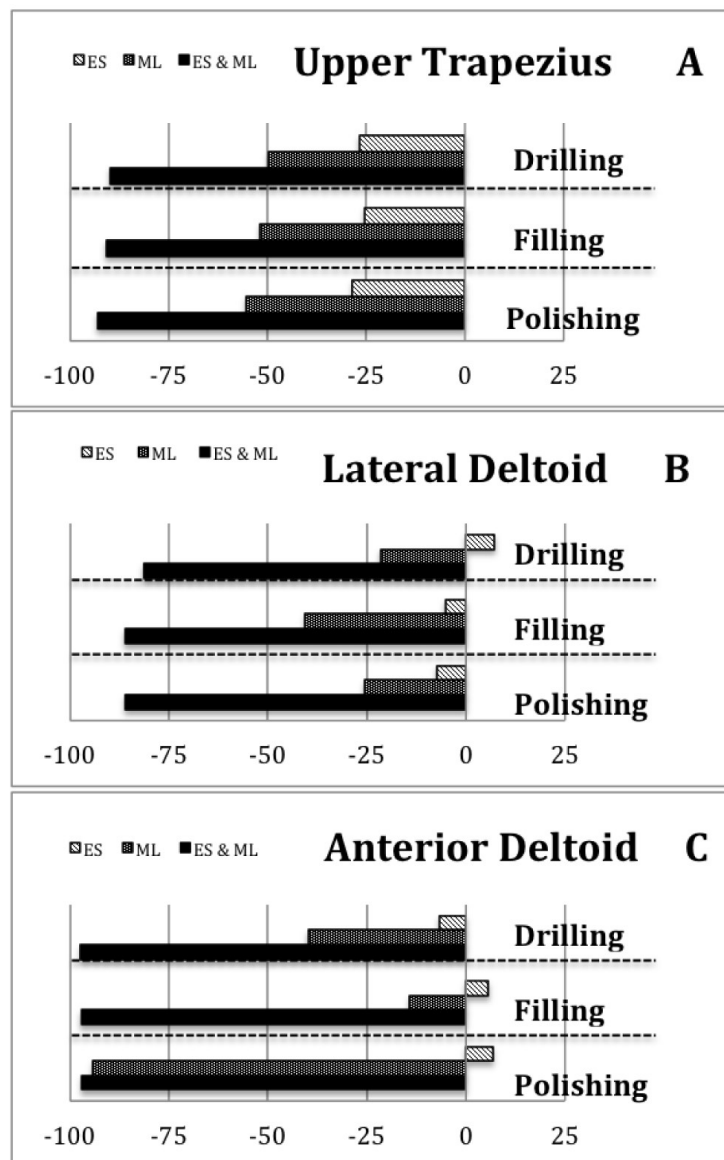 ES ML ES & ML Upper Trapezius A
Drilling
Filling
Polishing
-100 -75 -50 -25 0 25
ES ML ES & ML Lateral Deltoid B
Drilling
Filling
Polishing
-100 -75 -50 -25 0 25
ES ML ES & ML Anterior Deltoid C
Drilling
Filling
Polishing
-100 -75 -50 -25 0 25